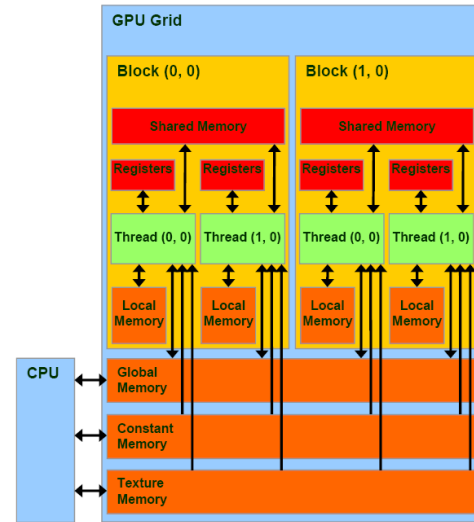 GPU Grid
Block (0, 0)
Block (1, 0)
Shared Memory
Shared Memory
Registers
Registers
Registers
Registers
Thread (0, 0)
Thread (1, 0)
Thread (0, 0)
Thread (1, 0)
Local
Memory
Local
Memory
Local
Memory
Local
Memory
CPU
Global
Memory
Constant
Memory
Texture
Memory